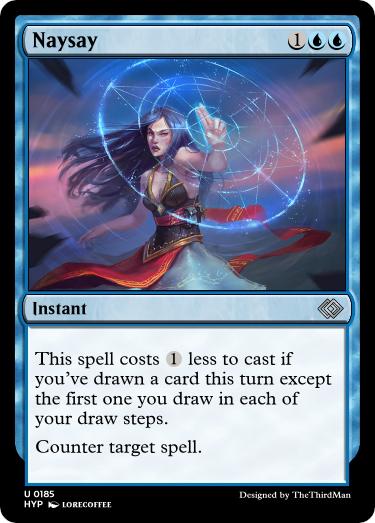 Naysay 1
Instant
This spell costs 1 less to cast if
you've drawn a card this turn except
the first one you draw in each of
your draw steps.
Counter target spell.
U 0185
HYP LORECOFFEE
Designed by TheThirdMan